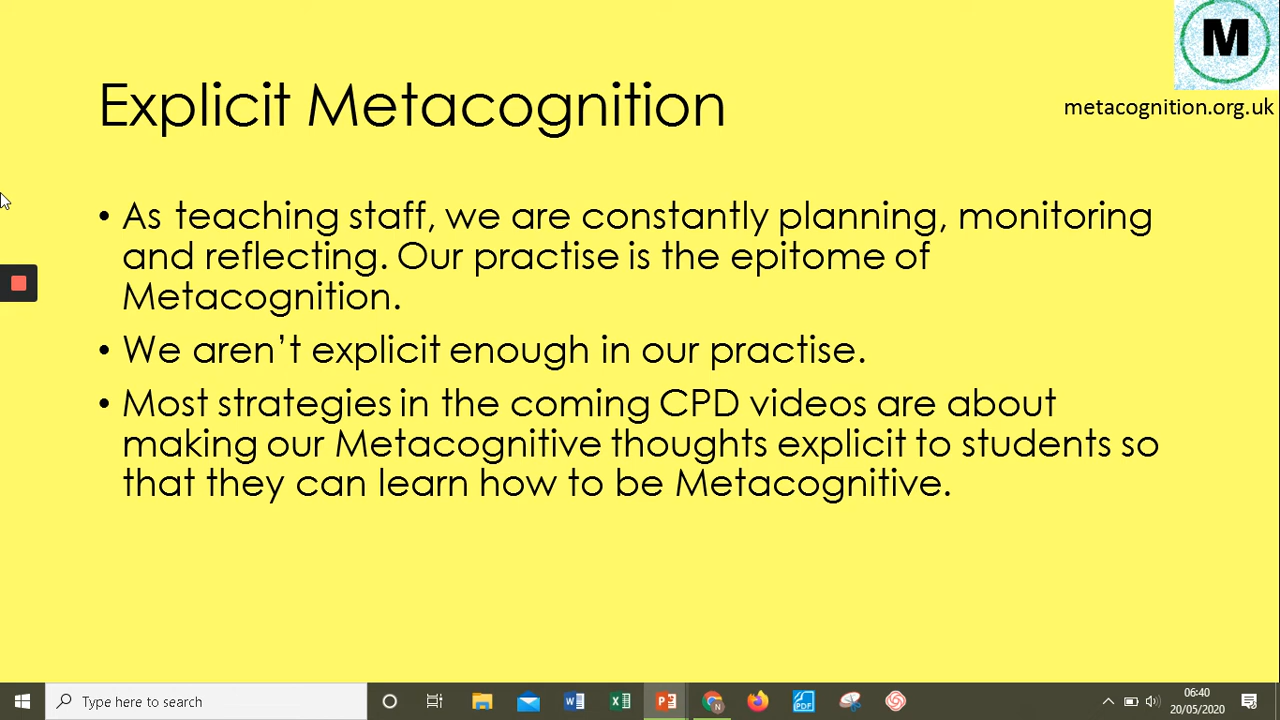 M
metacognition.org.uk
Explicit Metacognition
• As teaching staff, we are constantly planning, monitoring
and reflecting. Our practise is the epitome of
Metacognition.
• We aren't explicit enough in our practise.
• Most strategies in the coming CPD videos are about
making our Metacognitive thoughts explicit to students so
that they can learn how to be Metacognitive.
Type here to search
06:40
20/05/2020